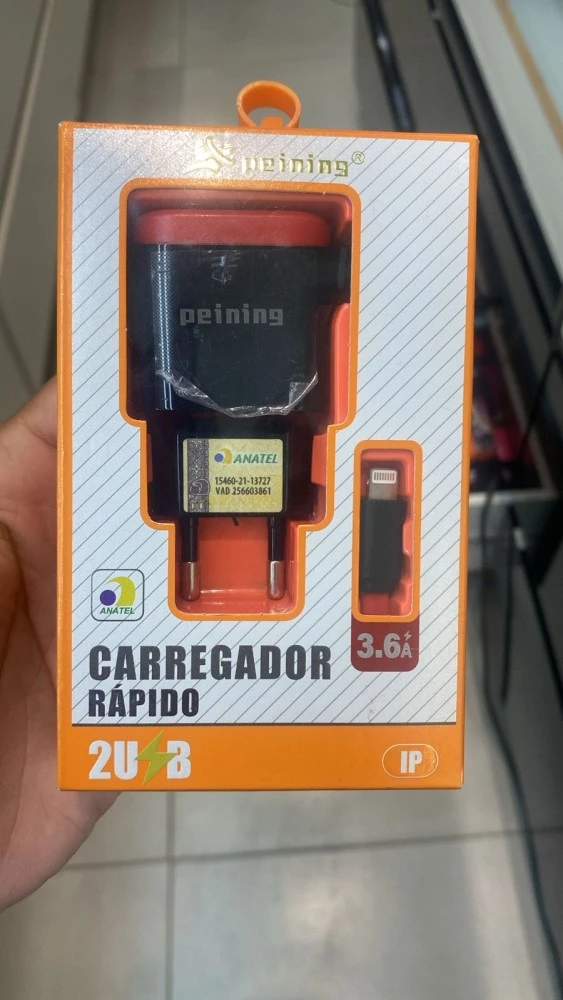 peining®
peining
ANATEL
15460-21-13727
VAD 256603861
ANATEL
3.6A
CARREGADOR
RÁPIDO
2USB
IP